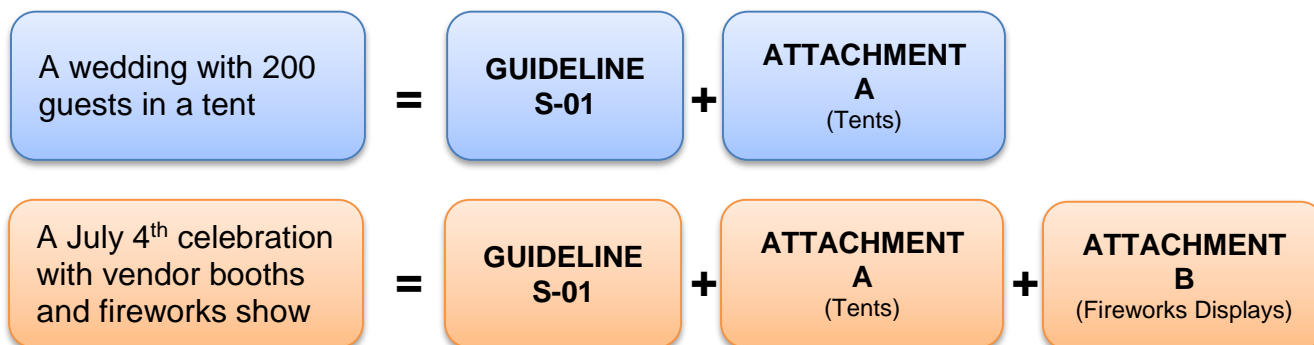 A wedding with 200
guests in a tent
=
GUIDELINE
S-01
+
ATTACHMENT
A
(Tents)
A July 4th celebration
with vendor booths
and fireworks show
=
GUIDELINE
S-01
+
ATTACHMENT
A
(Tents)
+
ATTACHMENT
B
(Fireworks Displays)